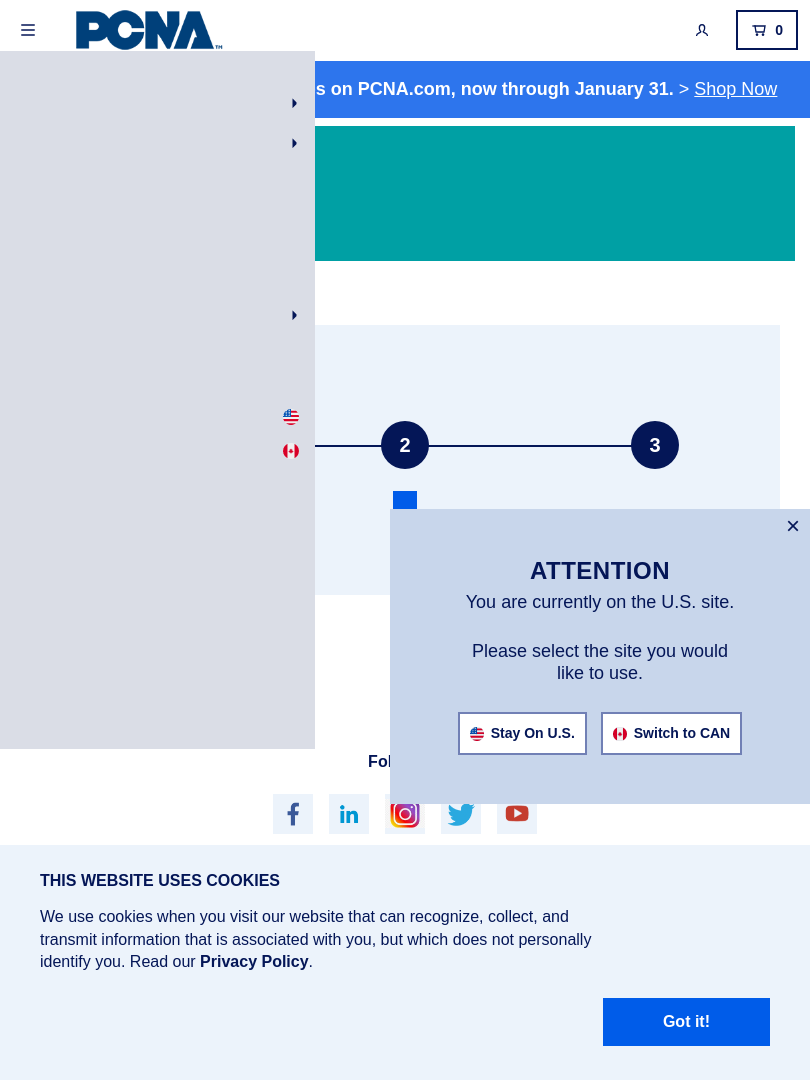 PCNA™
0
s on PCNA.com, now through January 31. > Shop Now
2
3
×
ATTENTION
You are currently on the U.S. site.
Please select the site you would
like to use.
Stay On U.S.
Switch to CAN
Fol
THIS WEBSITE USES COOKIES
We use cookies when you visit our website that can recognize, collect, and
transmit information that is associated with you, but which does not personally
identify you. Read our Privacy Policy.
Got it!